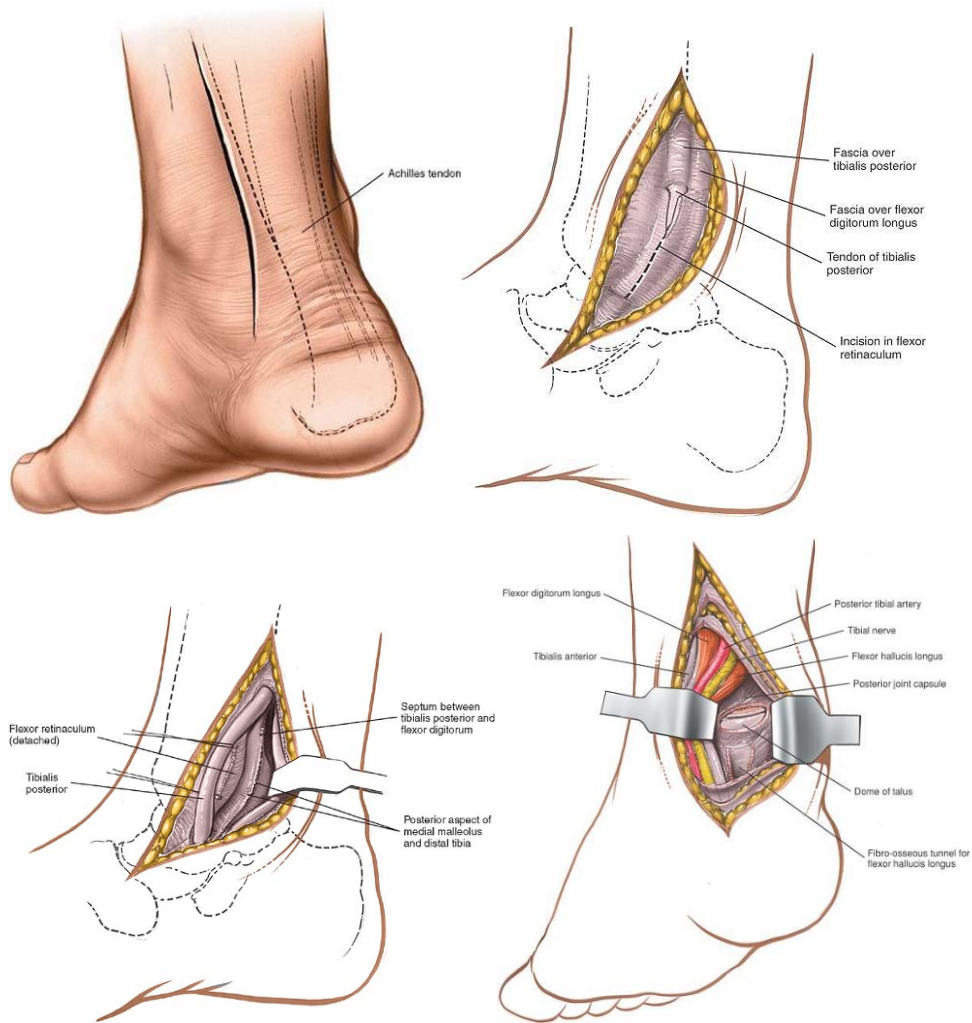 Achilles tendon
Fascia over
tibialis posterior
Fascia over flexor
digitorum longus
Tendon of tibialis
posterior
Incision in flexor
retinaculum
Flexor retinaculum
(detached)
Tibialis
posterior
Septum between
tibialis posterior and
flexor digitorum
Posterior aspect of
medial malleolus
and distal tibia
Flexor digitorum longus
Tibialis anterior
Posterior tibial artery
Tibial nerve
Flexor hallucis longus
Posterior joint capsule
Dome of talus
Fibro-osseous tunnel for
flexor hallucis longus